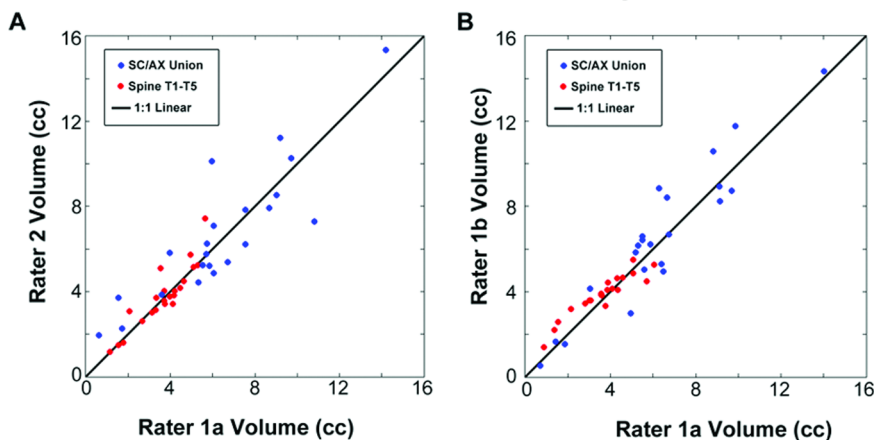 A
16
12
8
4
0
0 4 8 12 16
Rater 2 Volume (cc)
Rater 1a Volume (cc)
SC/AX Union
Spine T1-T5
1:1 Linear
B
16
12
8
4
0
0 4 8 12 16
Rater 1b Volume (cc)
Rater 1a Volume (cc)
SC/AX Union
Spine T1-T5
1:1 Linear